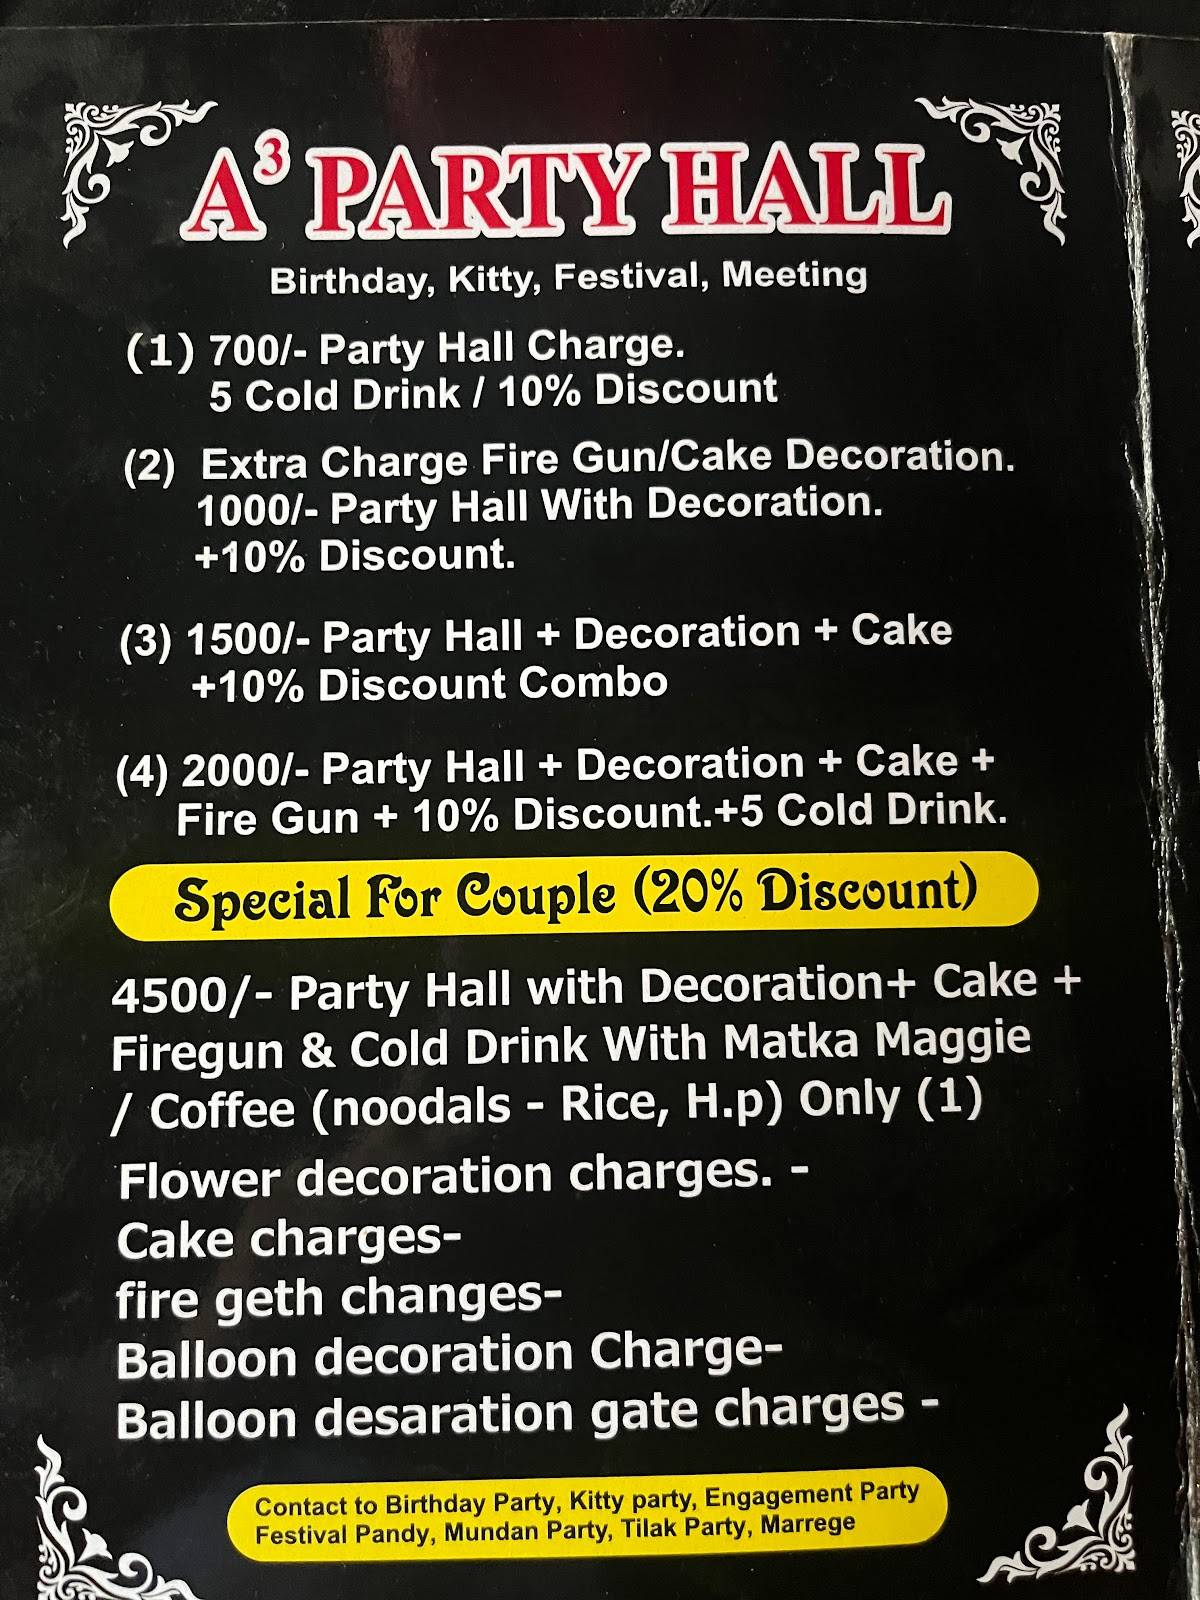 A³ PARTY HALL
Birthday, Kitty, Festival, Meeting
(1) 700/- Party Hall Charge.
5 Cold Drink / 10% Discount
(2) Extra Charge Fire Gun/Cake Decoration.
1000/- Party Hall With Decoration.
+10% Discount.
(3) 1500/- Party Hall + Decoration + Cake
+10% Discount Combo
(4) 2000/- Party Hall + Decoration + Cake +
Fire Gun + 10% Discount.+5 Cold Drink.
Special For Couple (20% Discount)
4500/- Party Hall with Decoration+ Cake +
Firegun & Cold Drink With Matka Maggie
/ Coffee (noodals - Rice, H.p) Only (1)
Flower decoration charges. -
Cake charges-
fire geth changes-
Balloon decoration Charge-
Balloon desaration gate charges -
Contact to Birthday Party, Kitty party, Engagement Party
Festival Pandy, Mundan Party, Tilak Party, Marrege